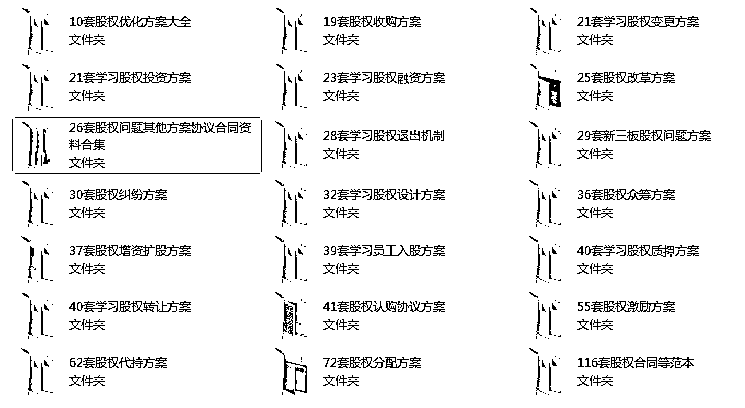 10套股权优化方案大全
文件夹
19套股权收购方案
文件夹
21套学习股权变更方案
文件夹
21套学习股权投资方案
文件夹
23套学习股权融资方案
文件夹
25套股权改革方案
文件夹
26套股权问题其他方案协议合同资
料合集
文件夹
28套学习股权退出机制
文件夹
29套新三板股权问题方案
文件夹
30套股权纠纷方案
文件夹
32套学习股权设计方案
文件夹
36套股权众筹方案
文件夹
37套股权增资扩股方案
文件夹
39套学习员工入股方案
文件夹
40套学习股权质押方案
文件夹
40套学习股权转让方案
文件夹
41套股权认购协议方案
文件夹
55套股权激励方案
文件夹
62套股权代持方案
文件夹
72套股权分配方案
文件夹
116套股权合同等范本
文件夹